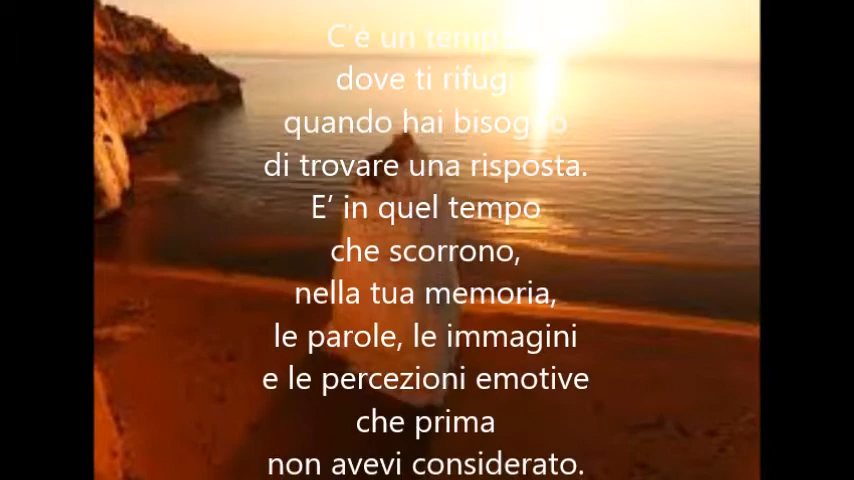 C'è un tempo
dove ti rifugi
quando hai bisogno
di trovare una risposta.
E' in quel tempo
che scorrono,
nella tua memoria,
le parole, le immagini
e le percezioni emotive
che prima
non avevi considerato.